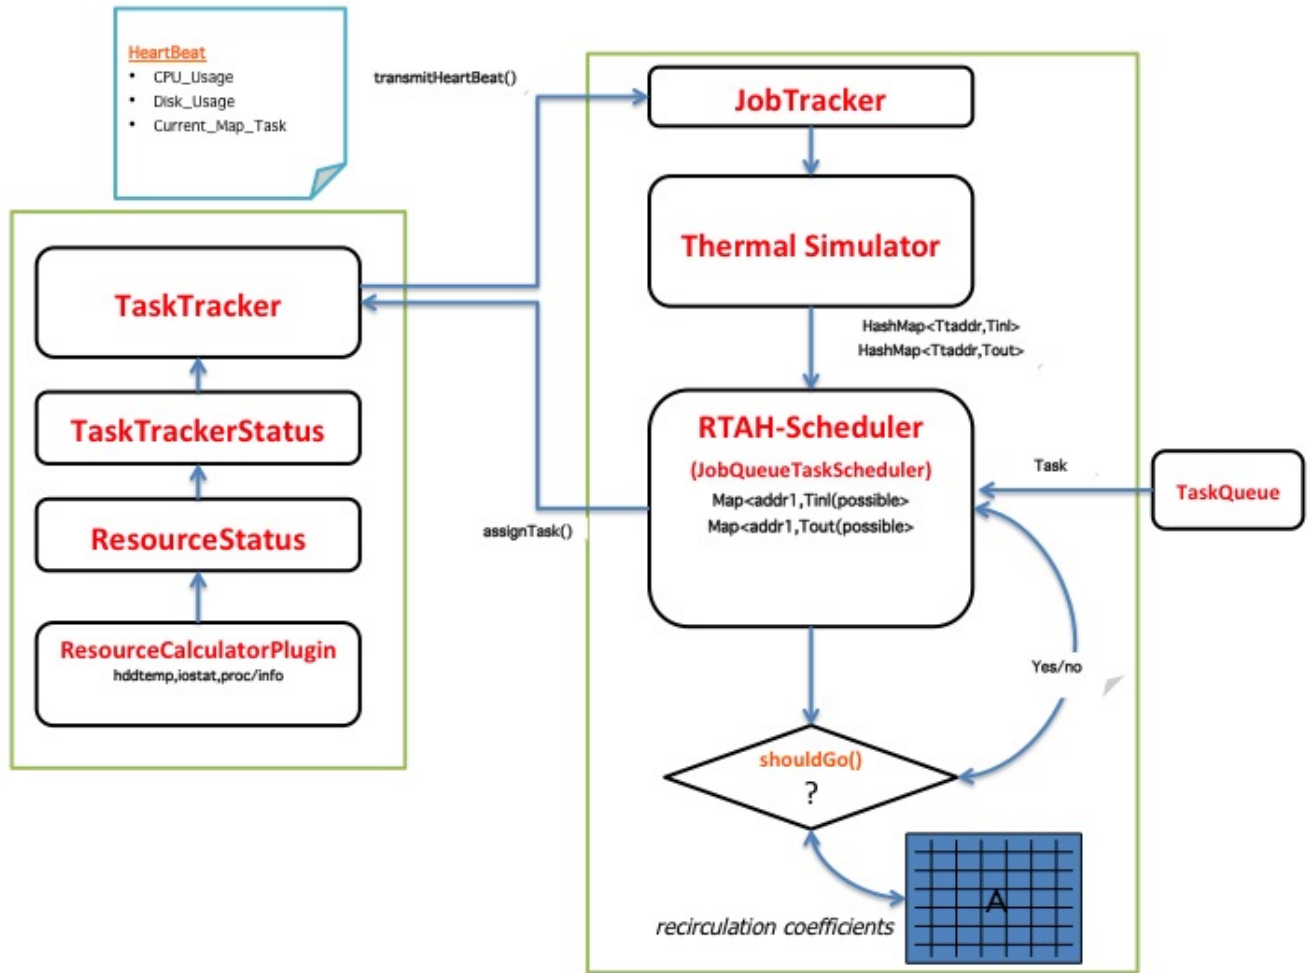 HeartBeat
• CPU_Usage
• Disk_Usage
• Current_Map_Task
transmitHeartBeat()
JobTracker
Thermal Simulator
TaskTracker
HashMap<Ttaddr,Tinl>
HashMap<Ttaddr,Tout>
TaskTrackerStatus
RTAH-Scheduler
(JobQueueTaskScheduler)
Map<addr1,Tinl(possible>
Map<addr1,Tout(possible>
Task
TaskQueue
ResourceStatus
assignTask()
ResourceCalculatorPlugin
hddtemp,iostat,proc/info
Yes/no
shouldGo()
?
A
recirculation coefficients